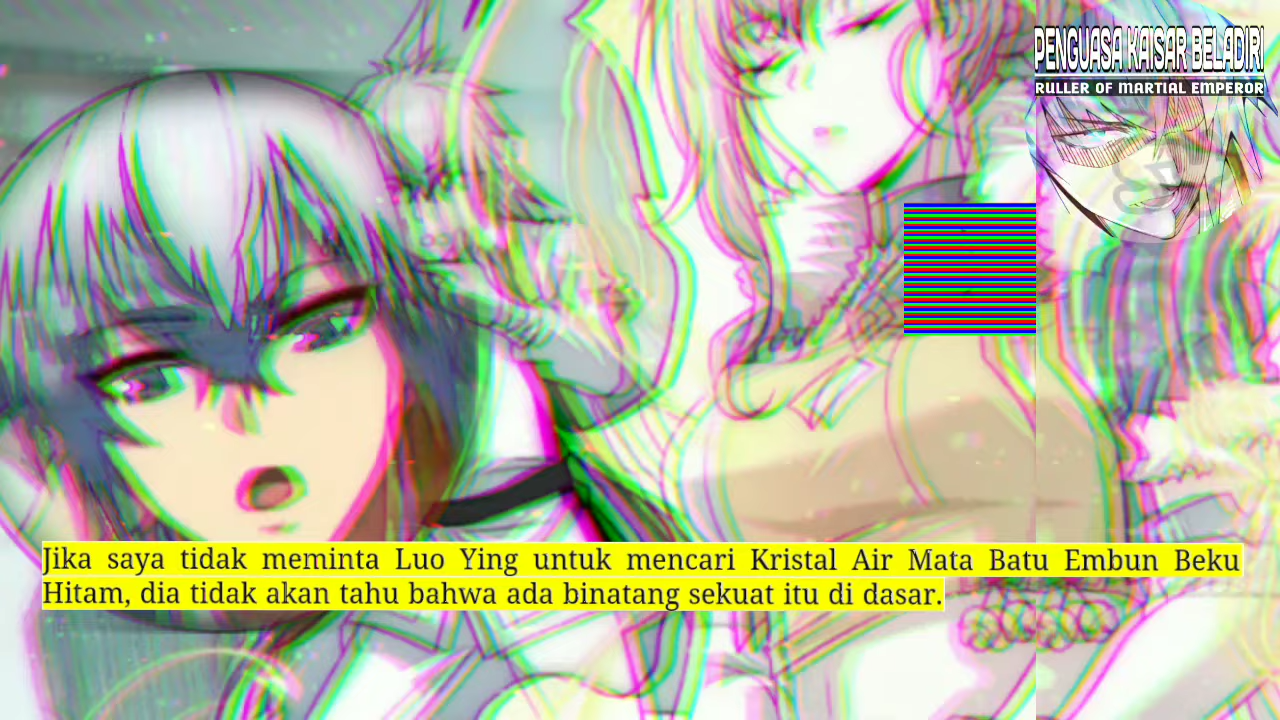 PENGUASA KAISAR BELADIRI
RULLER OF MARTIAL EMPEROR
Jika saya tidak meminta Luo Ying untuk mencari Kristal Air Mata Batu Embun Beku
Hitam, dia tidak akan tahu bahwa ada binatang sekuat itu di dasar.